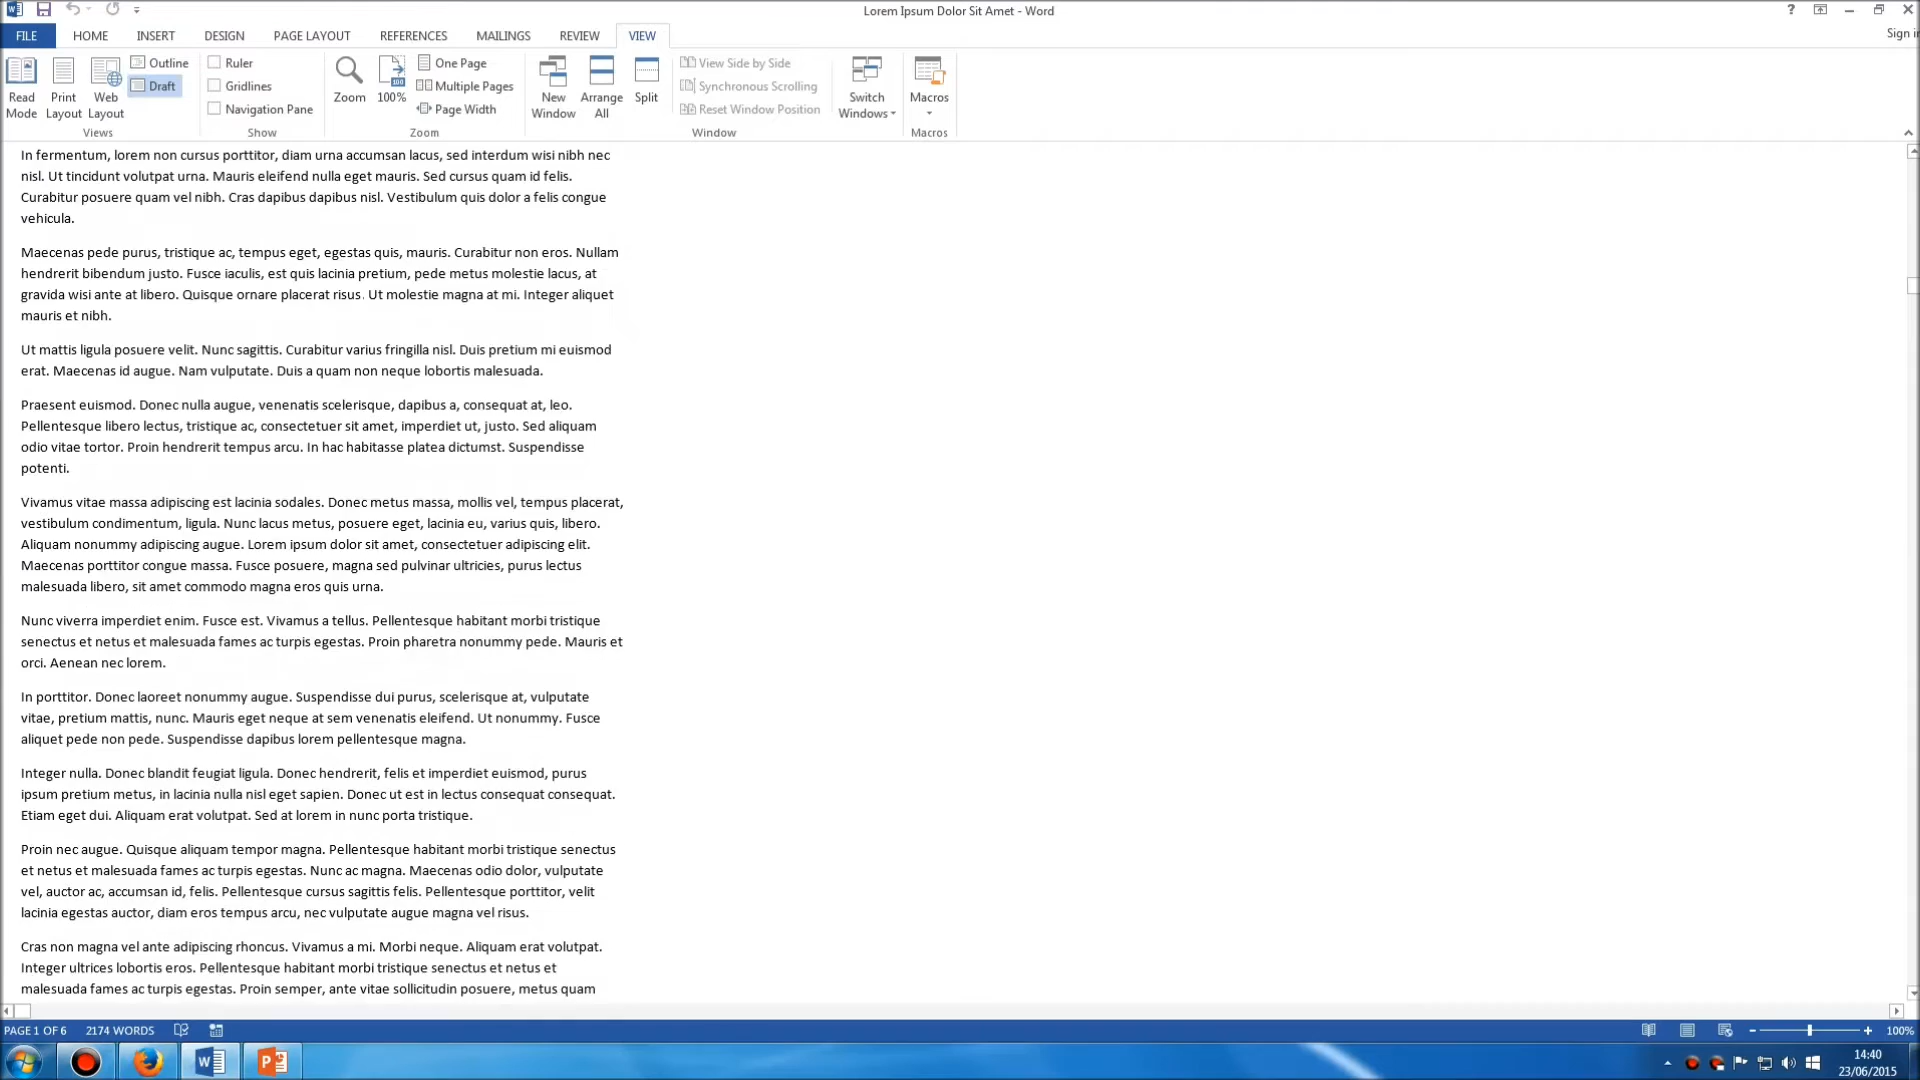 Lorem Ipsum Dolor Sit Amet - Word
?
FILE HOME INSERT DESIGN PAGE LAYOUT REFERENCES MAILINGS REVIEW VIEW
Read Mode
Print Layout
Web Layout
Outline
Draft
Views
Ruler
Gridlines
Navigation Pane
Show
Zoom
100
100%
One Page
Multiple Pages
Page Width
Zoom
New Window
Arrange All
Split
View Side by Side
Synchronous Scrolling
Reset Window Position
Window
Switch Windows
Macros
Macros
Sign
In fermentum, lorem non cursus porttitor, diam urna accumsan lacus, sed interdum wisi nibh nec
nisl. Ut tincidunt volutpat urna. Mauris eleifend nulla eget mauris. Sed cursus quam id felis.
Curabitur posuere quam vel nibh. Cras dapibus dapibus nisl. Vestibulum quis dolor a felis congue
vehicula.
Maecenas pede purus, tristique ac, tempus eget, egestas quis, mauris. Curabitur non eros. Nullam
hendrerit bibendum justo. Fusce iaculis, est quis lacinia pretium, pede metus molestie lacus, at
gravida wisi ante at libero. Quisque ornare placerat risus. Ut molestie magna at mi. Integer aliquet
mauris et nibh.
Ut mattis ligula posuere velit. Nunc sagittis. Curabitur varius fringilla nisl. Duis pretium mi euismod
erat. Maecenas id augue. Nam vulputate. Duis a quam non neque lobortis malesuada.
Praesent euismod. Donec nulla augue, venenatis scelerisque, dapibus a, consequat at, leo.
Pellentesque libero lectus, tristique ac, consectetuer sit amet, imperdiet ut, justo. Sed aliquam
odio vitae tortor. Proin hendrerit tempus arcu. In hac habitasse platea dictumst. Suspendisse
potenti.
Vivamus vitae massa adipiscing est lacinia sodales. Donec metus massa, mollis vel, tempus placerat,
vestibulum condimentum, ligula. Nunc lacus metus, posuere eget, lacinia eu, varius quis, libero.
Aliquam nonummy adipiscing augue. Lorem ipsum dolor sit amet, consectetuer adipiscing elit.
Maecenas porttitor congue massa. Fusce posuere, magna sed pulvinar ultricies, purus lectus
malesuada libero, sit amet commodo magna eros quis urna.
Nunc viverra imperdiet enim. Fusce est. Vivamus a tellus. Pellentesque habitant morbi tristique
senectus et netus et malesuada fames ac turpis egestas. Proin pharetra nonummy pede. Mauris et
orci. Aenean nec lorem.
In porttitor. Donec laoreet nonummy augue. Suspendisse dui purus, scelerisque at, vulputate
vitae, pretium mattis, nunc. Mauris eget neque at sem venenatis eleifend. Ut nonummy. Fusce
aliquet pede non pede. Suspendisse dapibus lorem pellentesque magna.
Integer nulla. Donec blandit feugiat ligula. Donec hendrerit, felis et imperdiet euismod, purus
ipsum pretium metus, in lacinia nulla nisl eget sapien. Donec ut est in lectus consequat consequat.
Etiam eget dui. Aliquam erat volutpat. Sed at lorem in nunc porta tristique.
Proin nec augue. Quisque aliquam tempor magna. Pellentesque habitant morbi tristique senectus
et netus et malesuada fames ac turpis egestas. Nunc ac magna. Maecenas odio dolor, vulputate
vel, auctor ac, accumsan id, felis. Pellentesque cursus sagittis felis. Pellentesque porttitor, velit
lacinia egestas auctor, diam eros tempus arcu, nec vulputate augue magna vel risus.
Cras non magna vel ante adipiscing rhoncus. Vivamus a mi. Morbi neque. Aliquam erat volutpat.
Integer ultrices lobortis eros. Pellentesque habitant morbi tristique senectus et netus et
malesuada fames ac turpis egestas. Proin semper, ante vitae sollicitudin posuere, metus quam
PAGE 1 OF 6 2174 WORDS
100%
14:40
23/06/2015